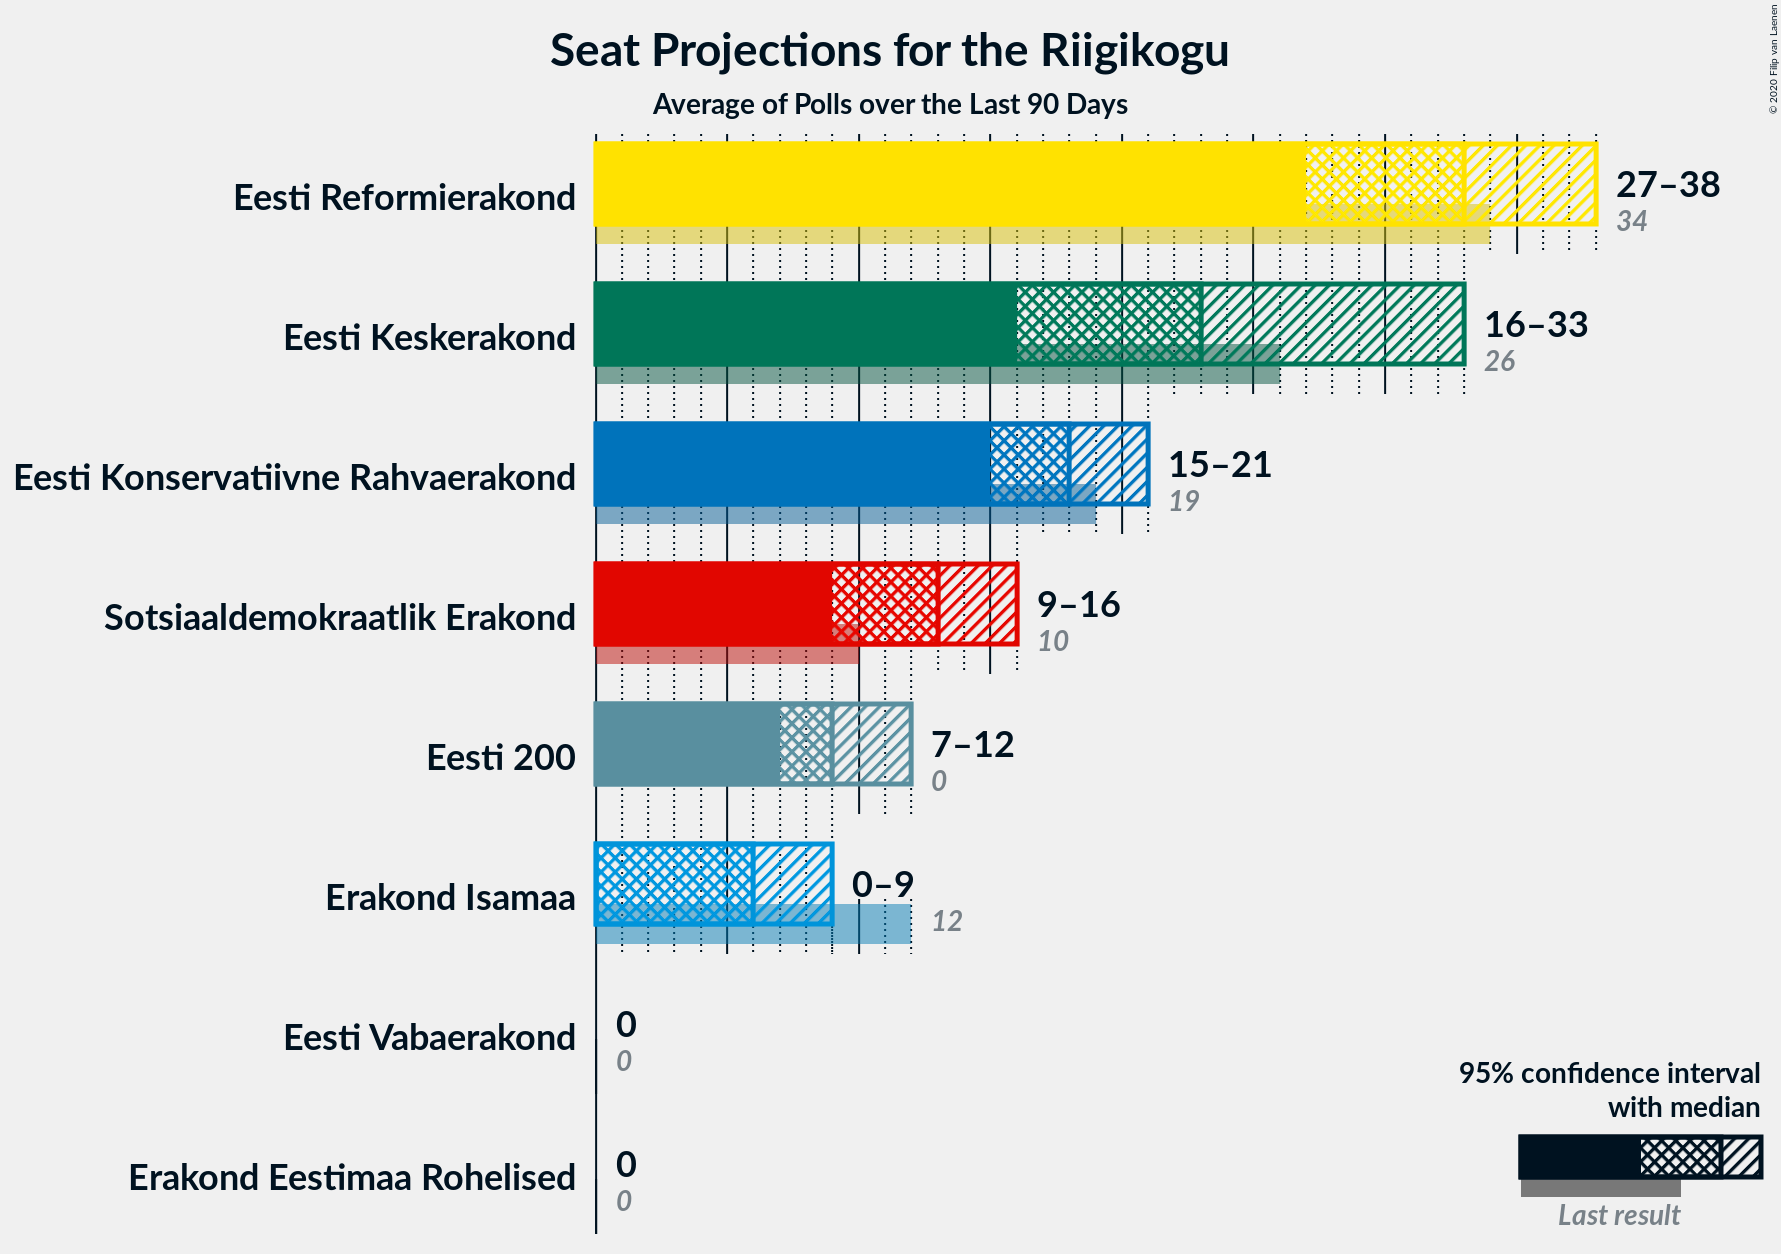 Seat Projections for the Riigikogu
Average of Polls over the Last 90 Days
© 2020 Filip van Laenen
Eesti Reformierakond
27–38
34
Eesti Keskerakond
16–33
26
Eesti Konservatiivne Rahvaerakond
15–21
19
Sotsiaaldemokraatlik Erakond
9–16
10
Eesti 200
7–12
0
Erakond Isamaa
0–9
12
Eesti Vabaerakond
0
0
Erakond Eestimaa Rohelised
0
0
95% confidence interval
with median
Last result